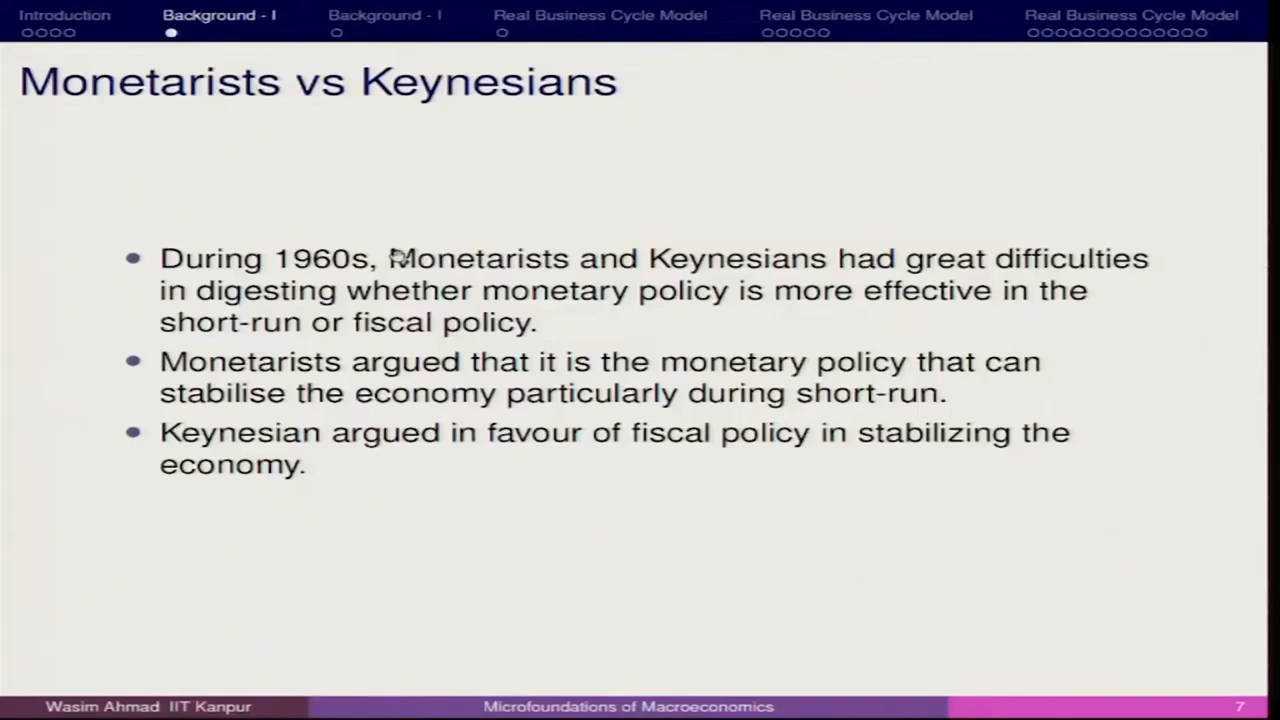 Introduction
Background - I
Background - I
Real Business Cycle Model
Real Business Cycle Model
Real Business Cycle Model
Monetarists vs Keynesians
During 1960s, Monetarists and Keynesians had great difficulties
in digesting whether monetary policy is more effective in the
short-run or fiscal policy.
Monetarists argued that it is the monetary policy that can
stabilise the economy particularly during short-run.
Keynesian argued in favour of fiscal policy in stabilizing the
economy.
Wasim Ahmad IIT Kanpur
Microfoundations of Macroeconomics
7